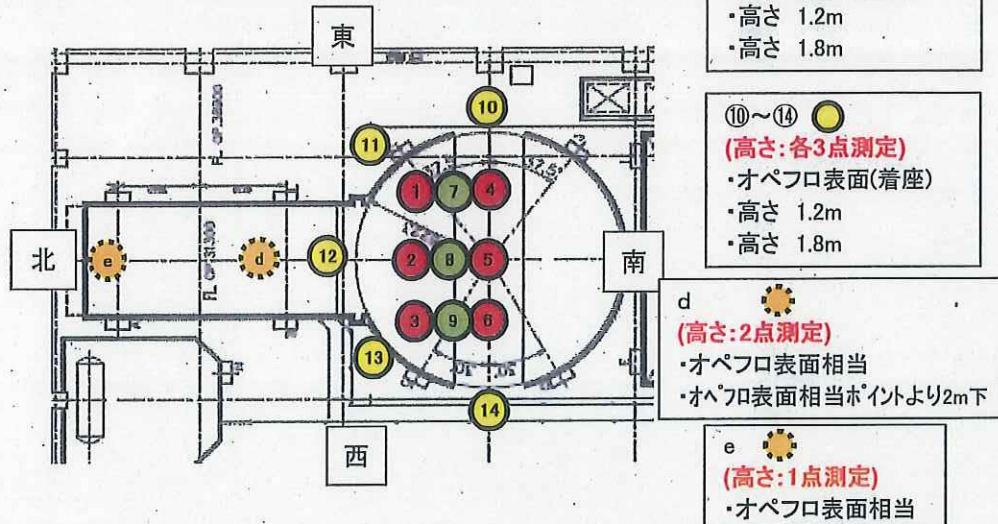 ・高さ 1.2m
・高さ 1.8m
東
⑩~⑭
(高さ:各3点測定)
・オペフロ表面(着座)
・高さ 1.2m
・高さ 1.8m
10
11
1
7
4
37.5°
北
e
d
12
2
8
5
南
FL OP.31300
3
9
6
13
14
西
d
(高さ:2点測定)
・オペフロ表面相当
・オペフロ表面相当ポイントより2m下
e
(高さ:1点測定)
・オペフロ表面相当